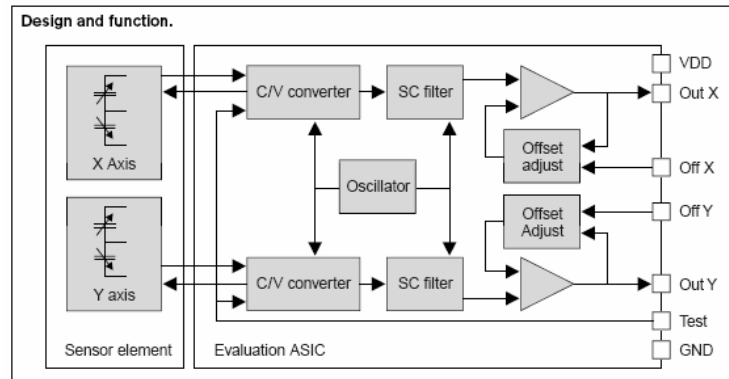 Design and function.
VDD
C/V converter
SC filter
Out X
X Axis
Offset
adjust
Off X
Oscillator
Offset
Adjust
Off Y
C/V converter
SC filter
Out Y
Y axis
Test
Sensor element
Evaluation ASIC
GND